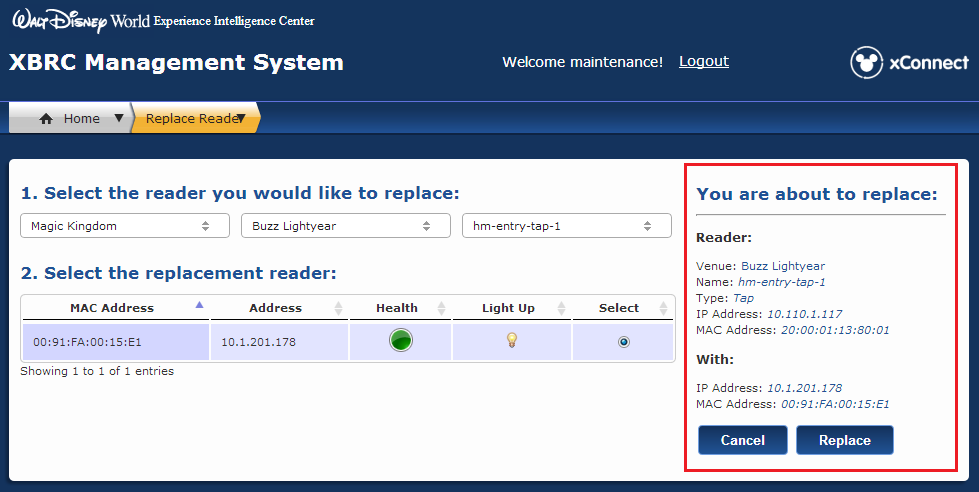 WALT DISNEY World Experience Intelligence Center
XBRC Management System
Welcome maintenance! Logout
xConnect
Home
Replace Reade
1. Select the reader you would like to replace:
Magic Kingdom
Buzz Lightyear
hm-entry-tap-1
2. Select the replacement reader:
MAC Address Address Health Light Up Select
00:91:FA:00:15:E1 10.1.201.178
Showing 1 to 1 of 1 entries
You are about to replace:
Reader:
Venue: Buzz Lightyear
Name: hm-entry-tap-1
Type: Tap
IP Address: 10.110.1.117
MAC Address: 20:00:01:13:80:01
With:
IP Address: 10.1.201.178
MAC Address: 00:91:FA:00:15:E1
Cancel Replace